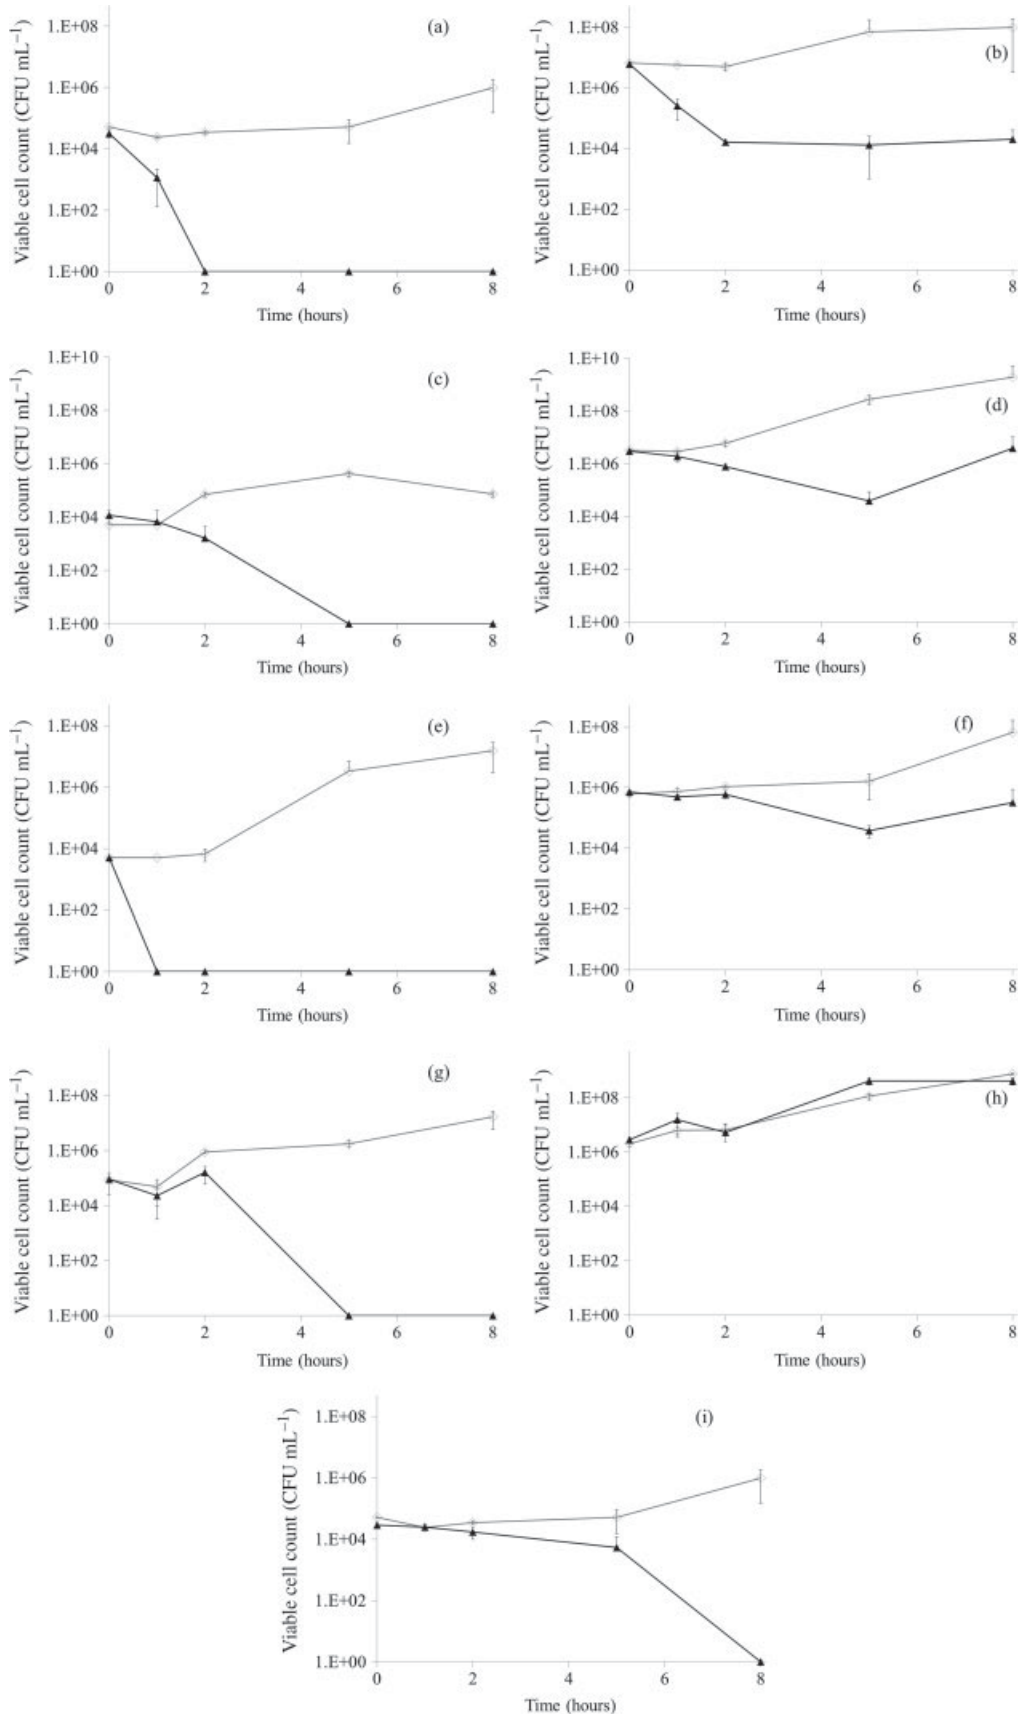 (a)
Viable cell count (CFU mL−1)
1.E+08
1.E+06
1.E+04
1.E+02
1.E+00
0 2 4 6 8
Time (hours)
(b)
Viable cell count (CFU mL−1)
1.E+08
1.E+06
1.E+04
1.E+02
1.E+00
0 2 4 6 8
Time (hours)
(c)
Viable cell count (CFU mL−1)
1.E+10
1.E+08
1.E+06
1.E+04
1.E+02
1.E+00
0 2 4 6 8
Time (hours)
(d)
Viable cell count (CFU mL−1)
1.E+10
1.E+08
1.E+06
1.E+04
1.E+02
1.E+00
0 2 4 6 8
Time (hours)
(e)
Viable cell count (CFU mL−1)
1.E+08
1.E+06
1.E+04
1.E+02
1.E+00
0 2 4 6 8
Time (hours)
(f)
Viable cell count (CFU mL−1)
1.E+08
1.E+06
1.E+04
1.E+02
1.E+00
0 2 4 6 8
Time (hours)
(g)
Viable cell count (CFU mL−1)
1.E+08
1.E+06
1.E+04
1.E+02
1.E+00
0 2 4 6 8
Time (hours)
(h)
Viable cell count (CFU mL−1)
1.E+08
1.E+06
1.E+04
1.E+02
1.E+00
0 2 4 6 8
Time (hours)
(i)
Viable cell count (CFU mL−1)
1.E+08
1.E+06
1.E+04
1.E+02
1.E+00
0 2 4 6 8
Time (hours)